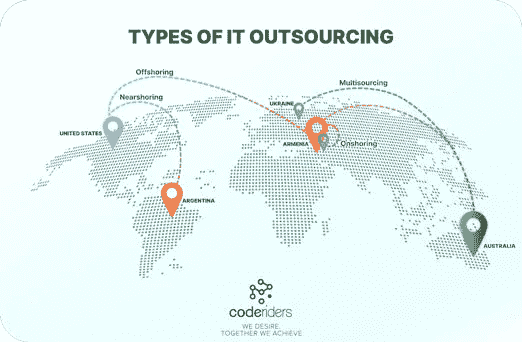 TYPES OF IT OUTSOURCING
Offshoring
Multisourcing
Nearshoring
UKRAINE
UNITED STATES
ARMENIA
Onshoring
ARGENTINA
AUSTRALIA
coderiders
WE DESIRE.
TOGETHER WE ACHIEVE